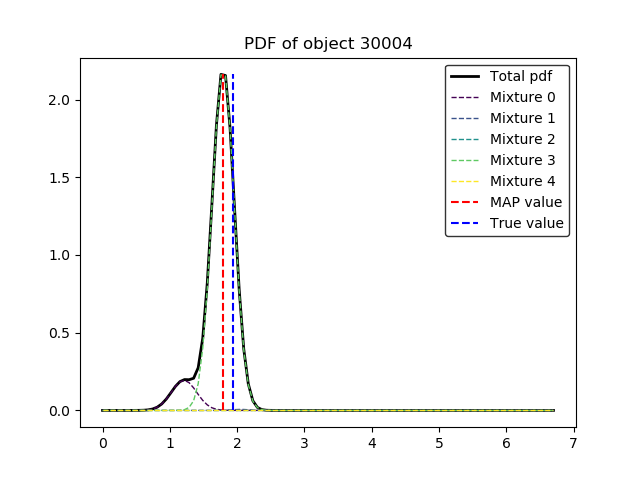 PDF of object 30004
Total pdf
Mixture 0
Mixture 1
Mixture 2
Mixture 3
Mixture 4
MAP value
True value
2.0
1.5
1.0
0.5
0.0
0 1 2 3 4 5 6 7